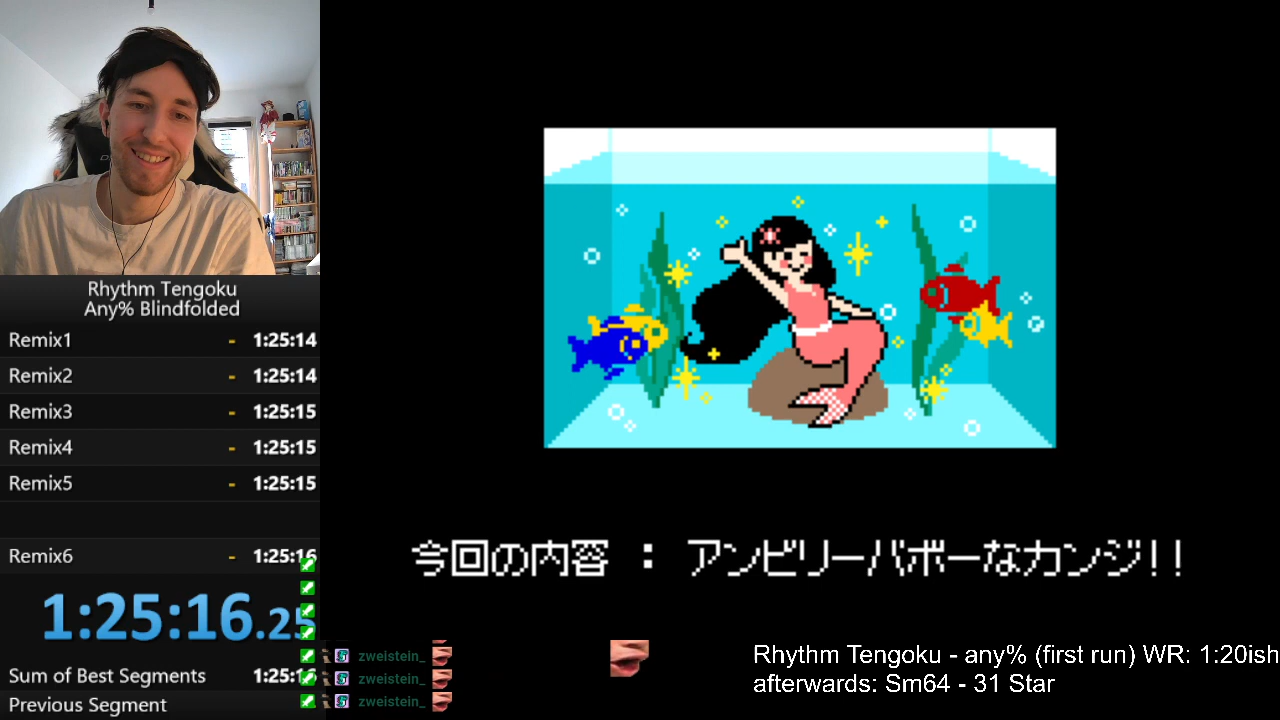 Rhythm Tengoku
Any% Blindfolded
Remix1 - 1:25:14
Remix2 - 1:25:14
Remix3 - 1:25:15
Remix4 - 1:25:15
Remix5 - 1:25:15
Remix6 - 1:25:16
1:25:16.25
Sum of Best Segments 1:25:16
Previous Segment
今回の内容 : アンビリーバボーなカンジ!!
zweistein_
zweistein_
zweistein_
Rhythm Tengoku - any% (first run) WR: 1:20ish
afterwards: Sm64 - 31 Star